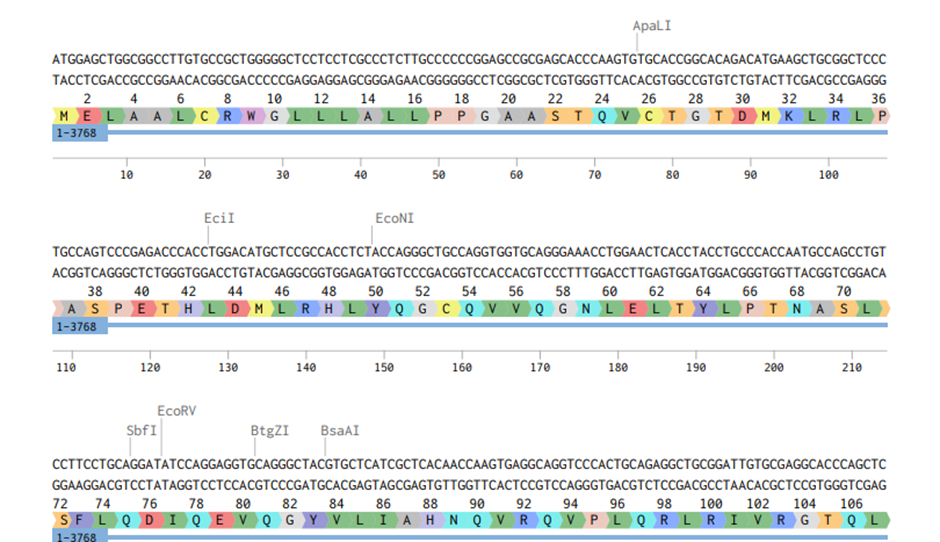 ApaLI
ATGGAGCTGGCGGCCTTGTGCCGCTGGGGGCTCCTCCTCGCCCTCTTGCCCCCCGGAGCCGCGAGCACCCAAGTGTGCACCGGCACAGACATGAAGCTGCGGCTCCC
TACCTCGACCGCCGGAACACGGCGACCCCCGAGGAGGAGCGGGAGAACGGGGGGCCTCGGCGCTCGTGGGTTCACACGTGGCCGTGTCTGTACTTCGACGCCGAGGG
2 4 6 8 10 12 14 16 18 20 22 24 26 28 30 32 34 36
M E L A A L C R W G L L L A L L P P G A A S T Q V C T G T D M K L R L P
1-3768
10 20 30 40 50 60 70 80 90 100
EciI EcoNI
TGCCAGTCCCGAGACCCACCTGGACATGCTCCGCCACCTCTACCAGGGCTGCCAGGTGGTGCAGGGAAACCTGGAACTCACCTACCTGCCCACCAATGCCAGCCTGT
ACGGTCAGGGCTCTGGGTGGACCTGTACGAGGCGGTGGAGATGGTCCCGACGGTCCACCACGTCCCTTTGGACCTTGAGTGGATGGACGGGTGGTTACGGTCGGACA
38 40 42 44 46 48 50 52 54 56 58 60 62 64 66 68 70
A S P E T H L D M L R H L Y Q G C Q V V Q G N L E L T Y L P T N A S L
1-3768
110 120 130 140 150 160 170 180 190 200 210
EcoRV
SbfI BtgZI BsaAI
CCTTCCTGCAGGATATCCAGGAGGTGCAGGGCTACGTGCTCATCGCTCACAACCAAGTGAGGCAGGTCCCACTGCAGAGGCTGCGGATTGTGCGAGGCACCCAGCTC
GGAAGGACGTCCTATAGGTCCTCCACGTCCCGATGCACGAGTAGCGAGTGTTGGTTCACTCCGTCCAGGGTGACGTCTCCGACGCCTAACACGCTCCGTGGGTCGAG
72 74 76 78 80 82 84 86 88 90 92 94 96 98 100 102 104 106
S F L Q D I Q E V Q G Y V L I A H N Q V R Q V P L Q R L R I V R G T Q L
1-3768